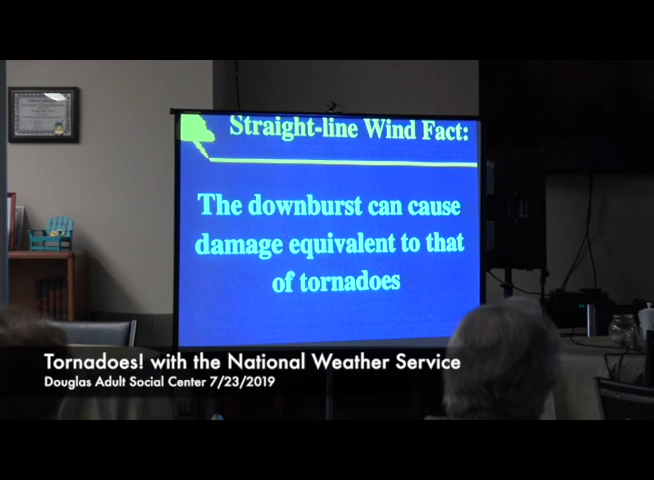 Straight-line Wind Fact:
The downburst can cause
damage equivalent to that
of tornadoes
Tornadoes! with the National Weather Service
Douglas Adult Social Center 7/23/2019